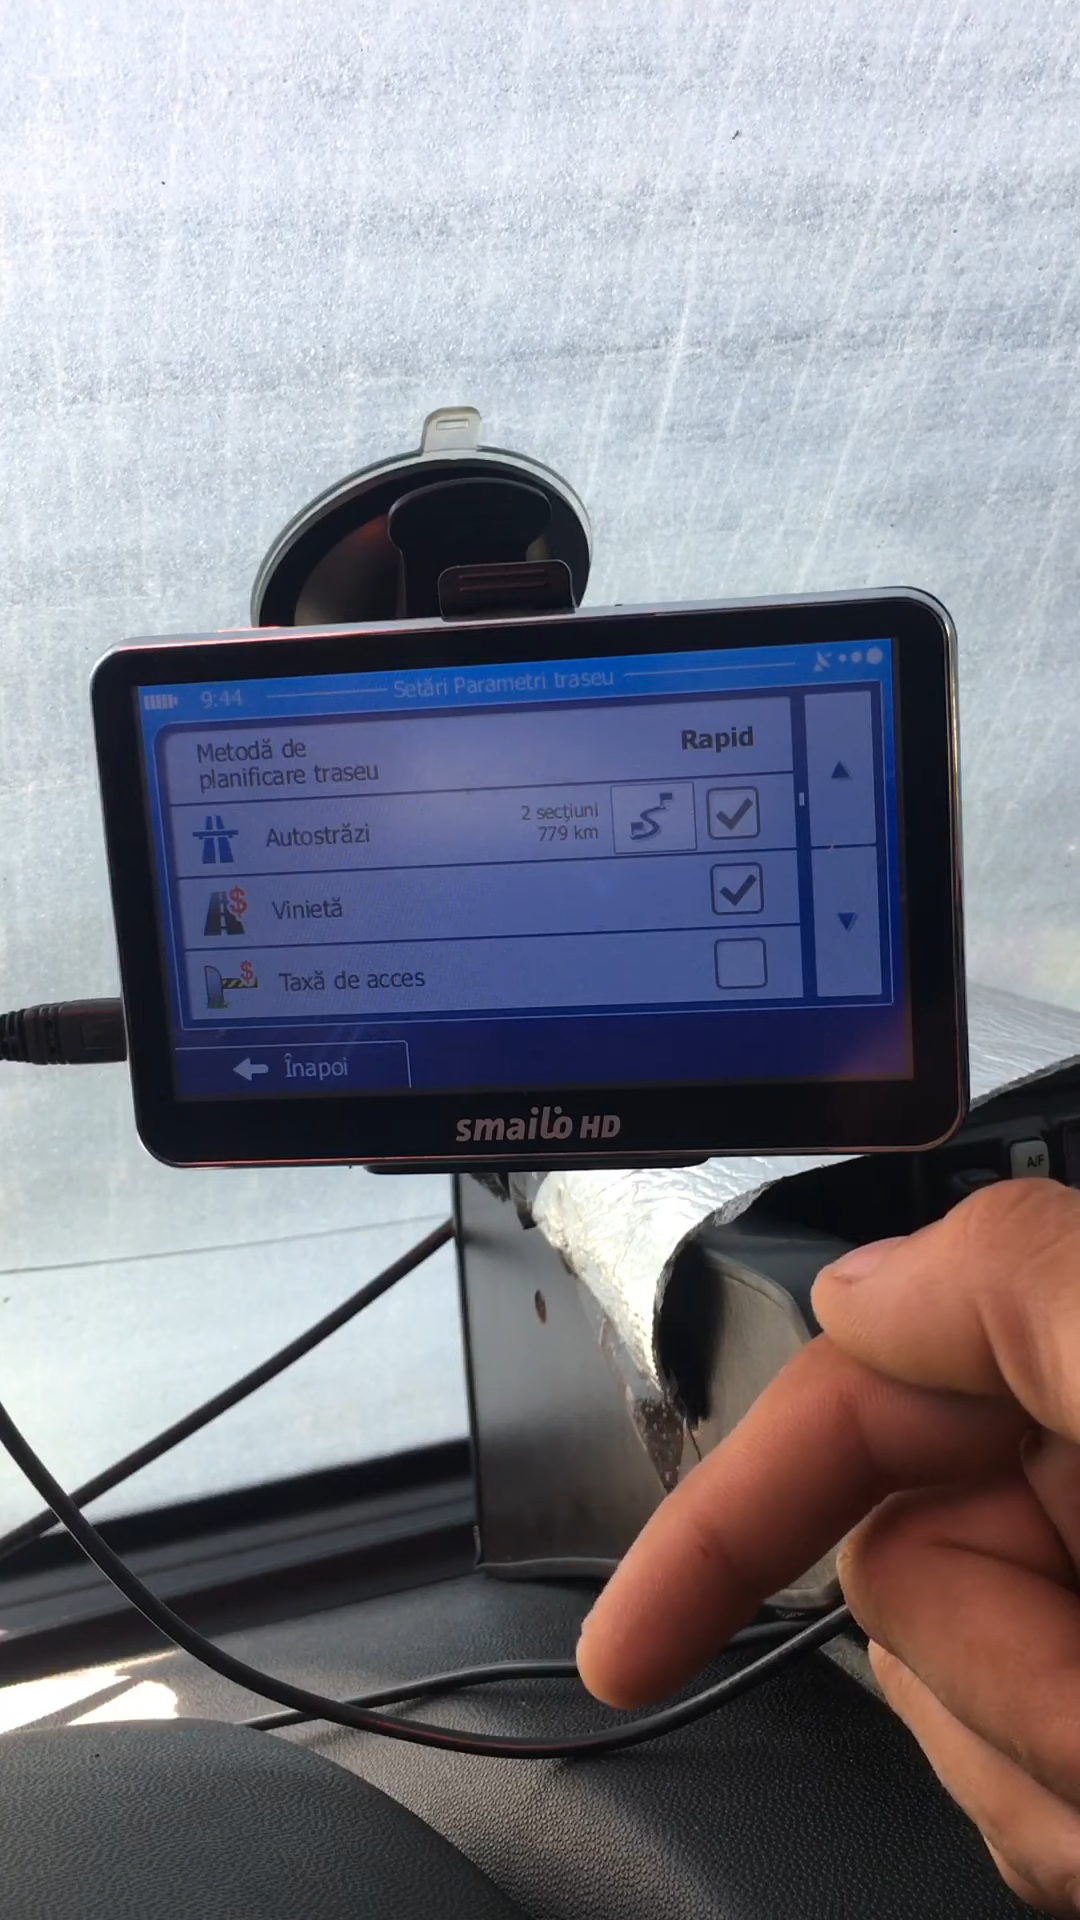 9:44
Setări Parametri traseu
Metodă de
planificare traseu
Rapid
Autostrăzi
2 secțiuni
779 km
Vinietă
Taxă de acces
Înapoi
smailo HD
A/F